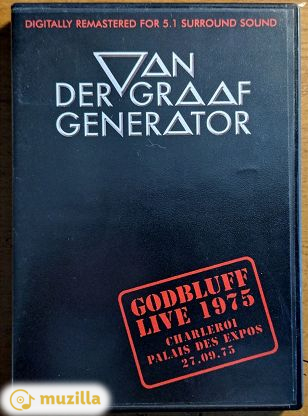 DIGITALLY REMASTERED FOR 5.1 SURROUND SOUND
VAN
DER GRAAF
GENERATOR
GODBLUFF
LIVE 1975
CHARLEROI
PALAIS DES EXPOS
27.09.75
muzilla